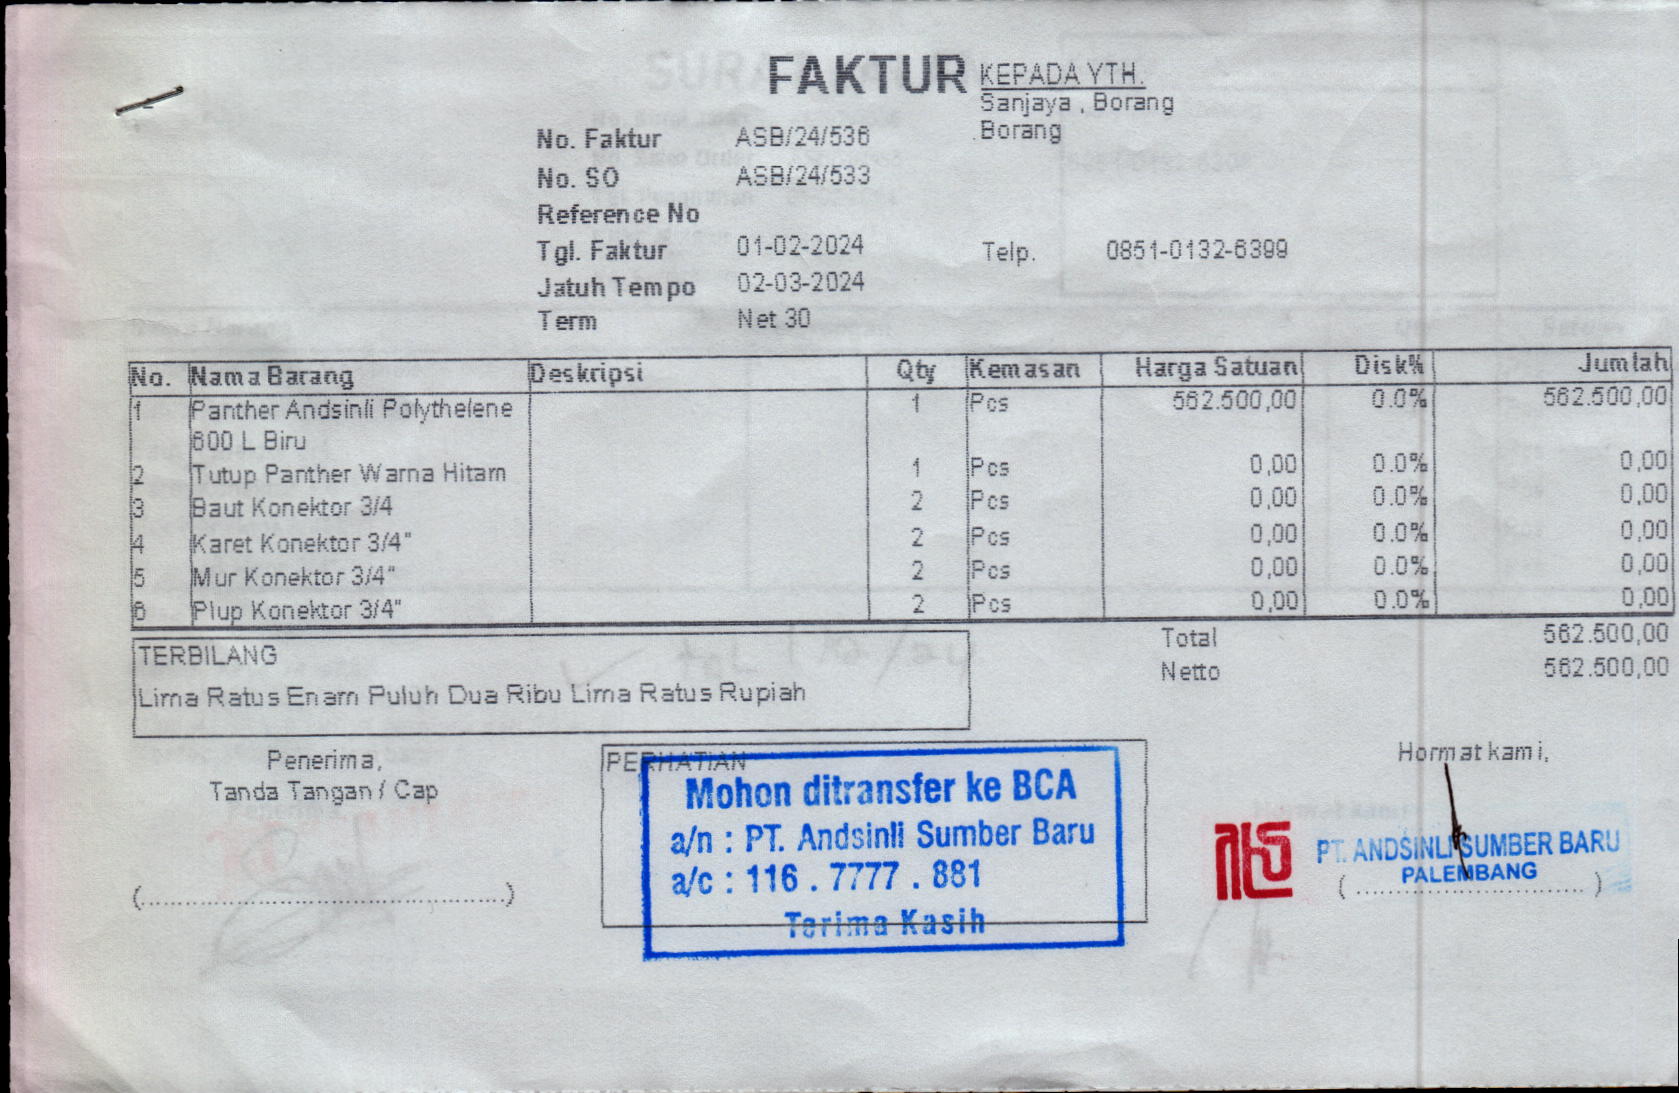 FAKTUR
KEPADA YTH.
Sanjaya , Borang
Borang
No. Faktur ASB/24/536
No. SO ASB/24/533
Reference No
Tgl. Faktur 01-02-2024
Telp. 0851-0132-6399
Jatuh Tempo 02-03-2024
Term Net 30
No. Nama Barang Deskripsi Qty Kemasan Harga Satuan Disk% Jumlah
1 Panther Andsinli Polythelene 1 Pcs 562.500,00 0.0% 562.500,00
600 L Biru
2 Tutup Panther Warna Hitam 1 Pcs 0,00 0.0% 0,00
3 Baut Konektor 3/4 2 Pcs 0,00 0.0% 0,00
4 Karet Konektor 3/4" 2 Pcs 0,00 0.0% 0,00
5 Mur Konektor 3/4" 2 Pcs 0,00 0.0% 0,00
6 Plup Konektor 3/4" 2 Pcs 0,00 0.0% 0,00
Total 562.500,00
Netto 562.500,00
TERBILANG
Lima Ratus Enam Puluh Dua Ribu Lima Ratus Rupiah
Penerima,
Tanda Tangan / Cap
(..............................................)
PERHATIAN
Mohon ditransfer ke BCA
a/n : PT. Andsinli Sumber Baru
a/c : 116 . 7777 . 881
Terima Kasih
Hormat kami,
PT. ANDSINLI SUMBER BARU
PALEMBANG
(..............................)